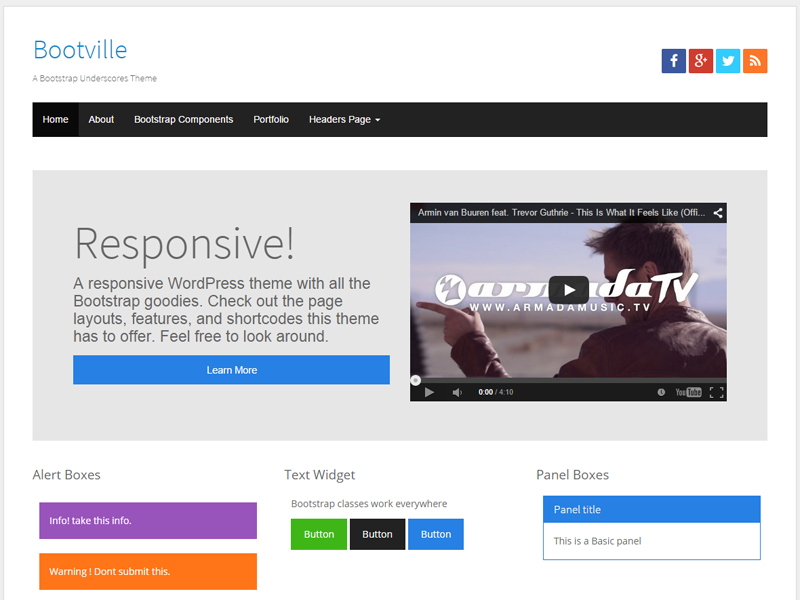 Bootville
A Bootstrap Underscores Theme
f g+
Home About Bootstrap Components Portfolio Headers Page
Responsive!
A responsive WordPress theme with all the
Bootstrap goodies. Check out the page
layouts, features, and shortcodes this theme
has to offer. Feel free to look around.
Learn More
Armin van Buuren feat. Trevor Guthrie - This Is What It Feels Like (Offi...
armadaTV
WWW.ARMADAMUSIC.TV
0:00 / 4:10 YouTube
Alert Boxes
Info! take this info.
Warning ! Dont submit this.
Text Widget
Bootstrap classes work everywhere
Button Button Button
Panel Boxes
Panel title
This is a Basic panel